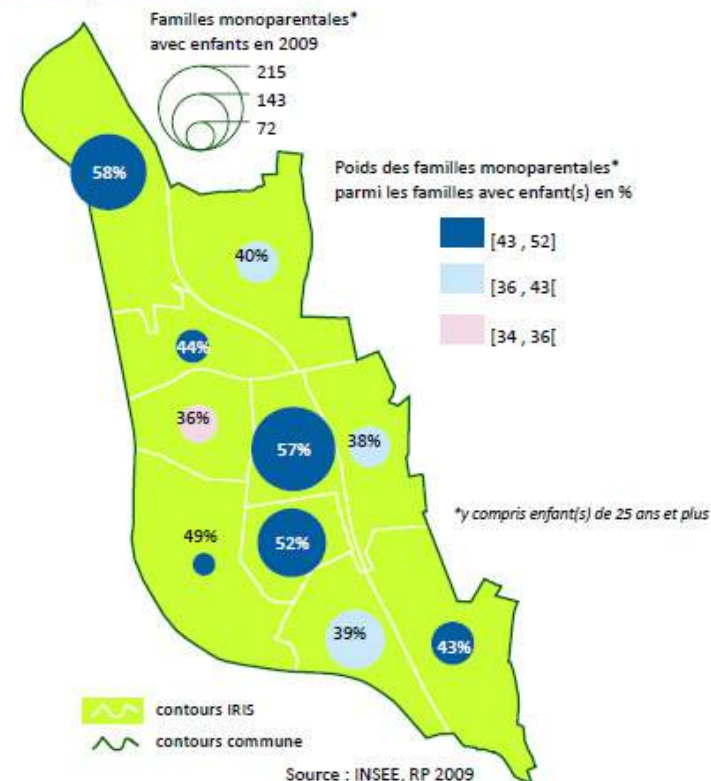 Familles monoparentales*
avec enfants en 2009
215
143
72
Poids des familles monoparentales*
parmi les familles avec enfant(s) en %
[43 , 52]
[36 , 43[
[34 , 36[
58%
40%
44%
36%
57%
38%
*y compris enfant(s) de 25 ans et plus
49%
52%
39%
43%
contours IRIS
contours commune
Source : INSEE, RP 2009